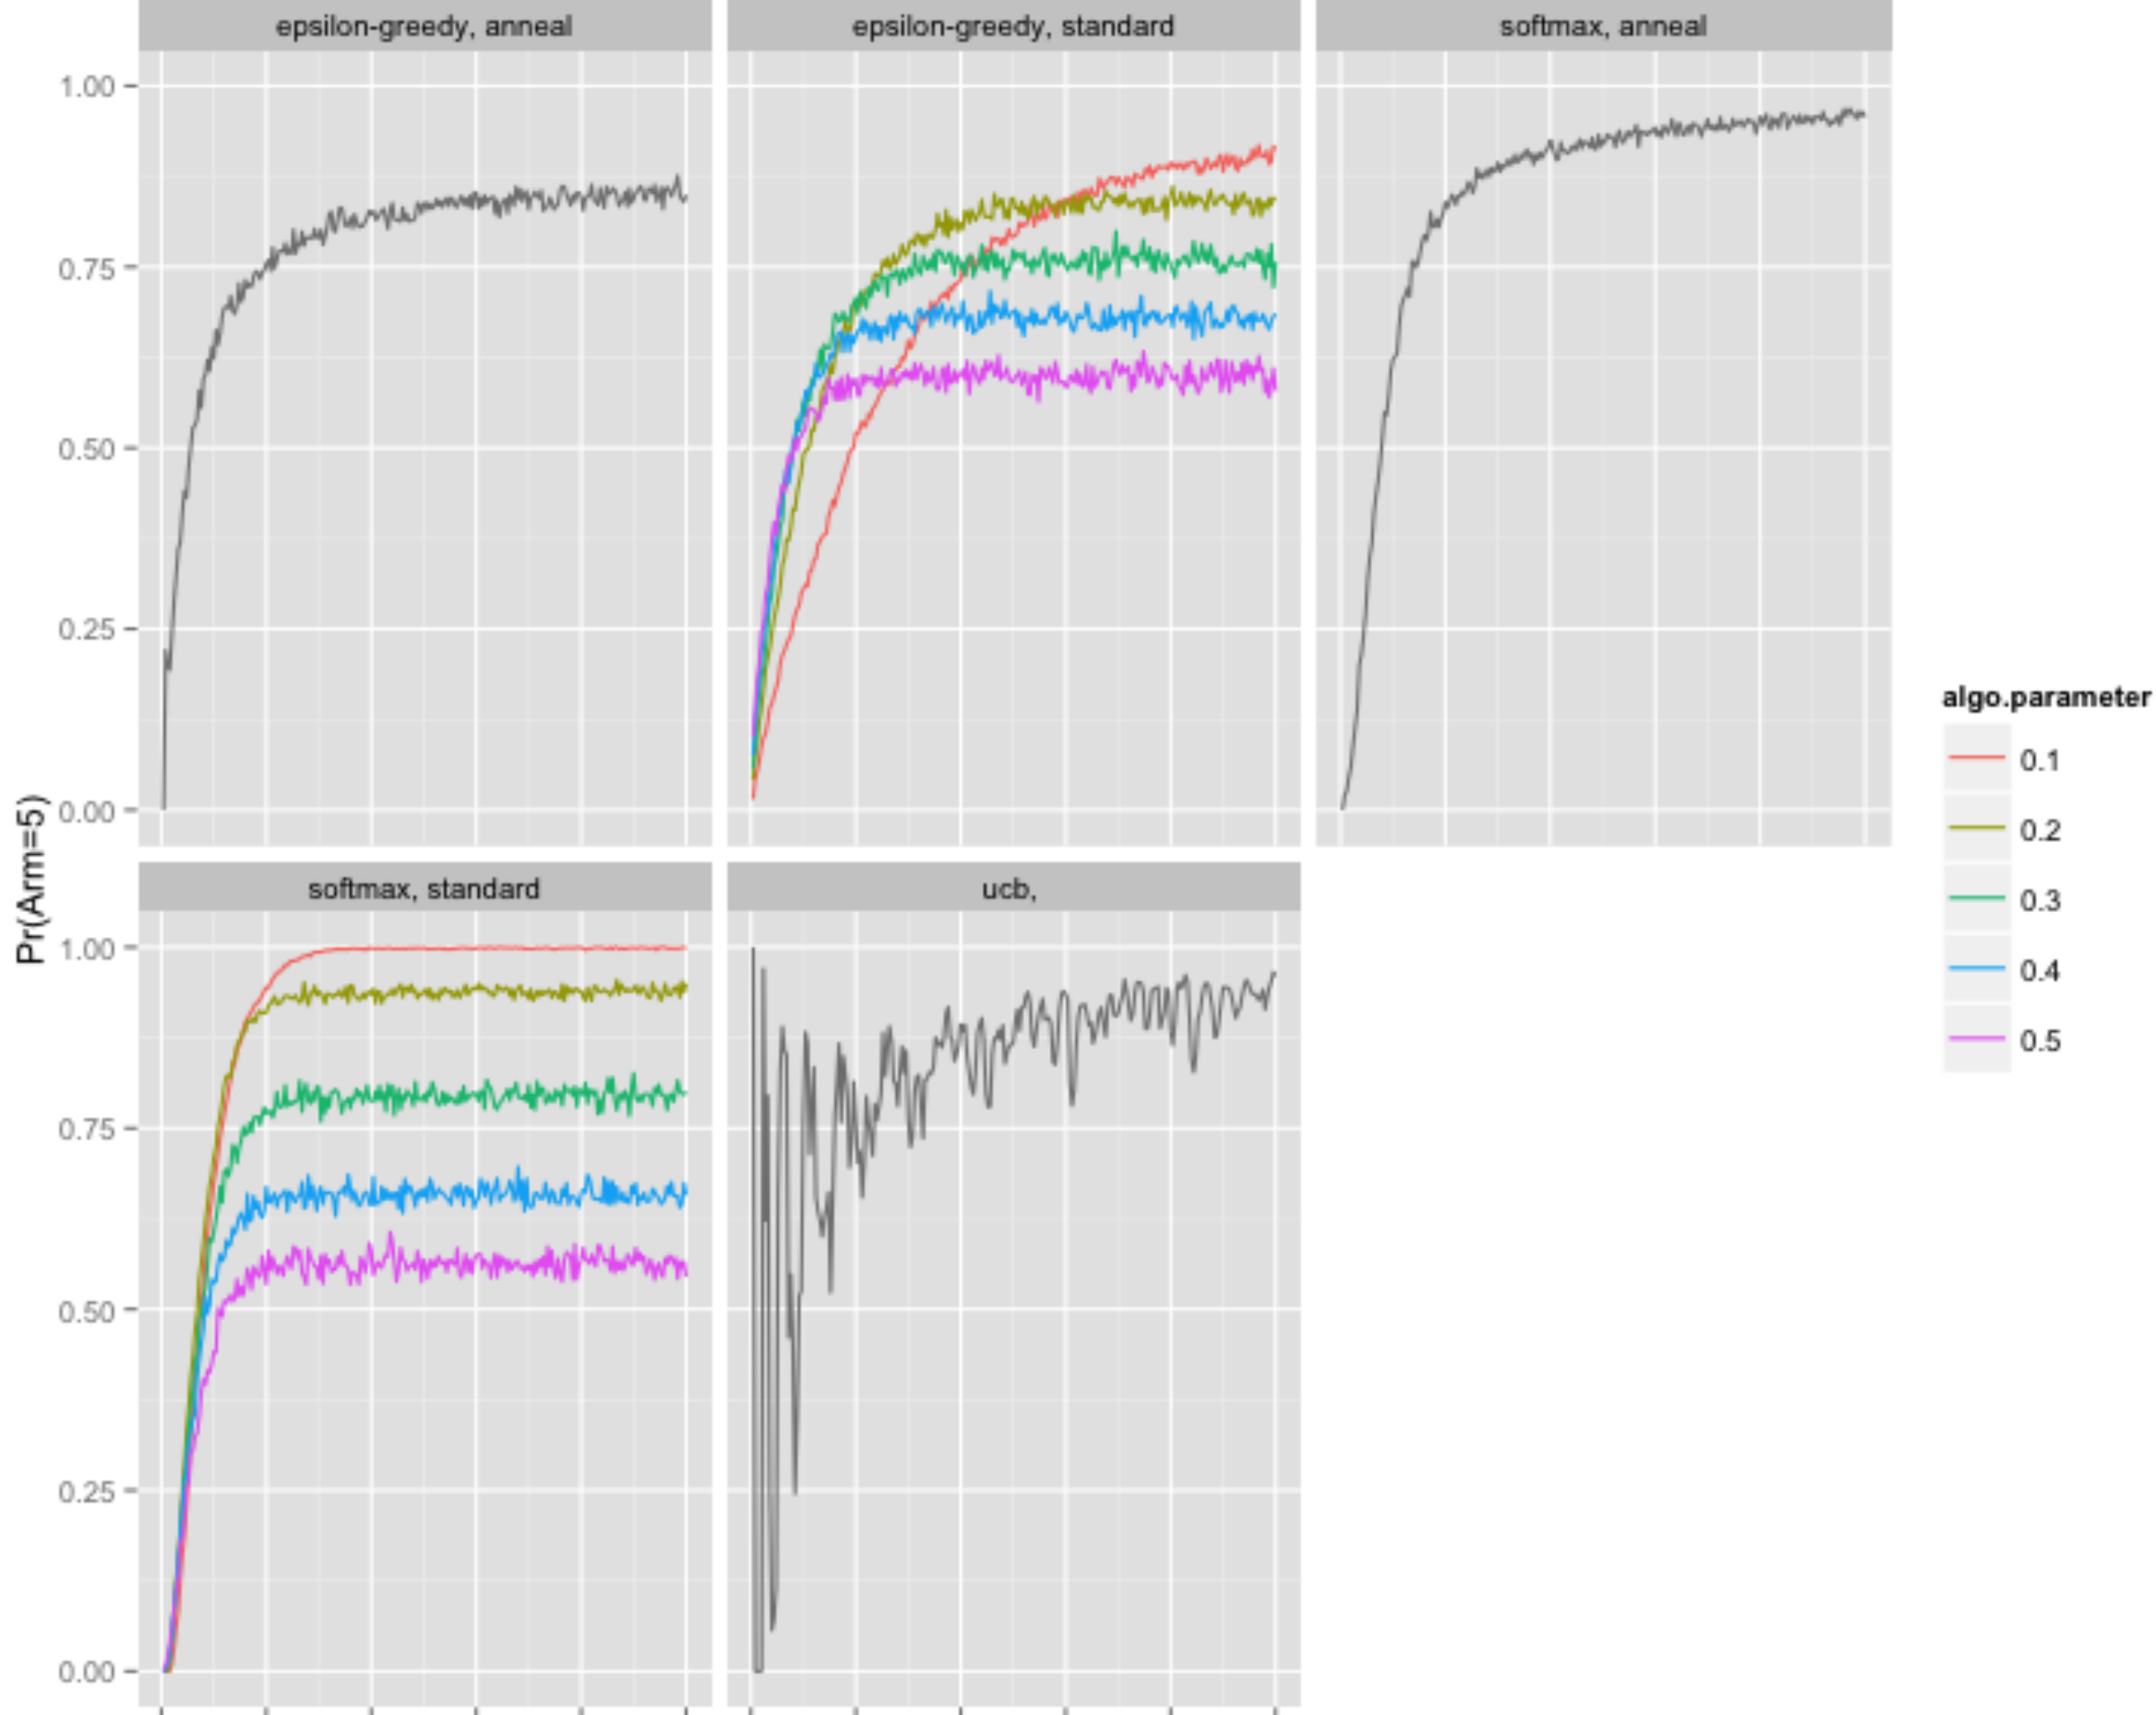 epsilon-greedy, anneal
epsilon-greedy, standard
softmax, anneal
1.00
0.75
0.50
0.25
0.00
Pr(Arm=5)
softmax, standard
ucb,
1.00
0.75
0.50
0.25
0.00
algo.parameter
0.1
0.2
0.3
0.4
0.5